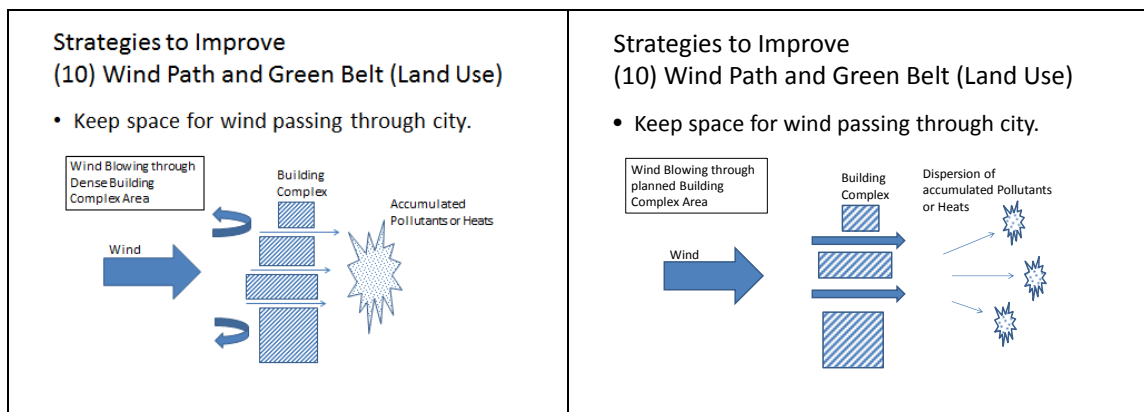 Strategies to Improve
(10) Wind Path and Green Belt (Land Use)
• Keep space for wind passing through city.
Wind Blowing through
Dense Building
Complex Area
Building
Complex
Accumulated
Pollutants or Heats
Wind
Strategies to Improve
(10) Wind Path and Green Belt (Land Use)
• Keep space for wind passing through city.
Wind Blowing through
planned Building
Complex Area
Building
Complex
Dispersion of
accumulated Pollutants
or Heats
Wind